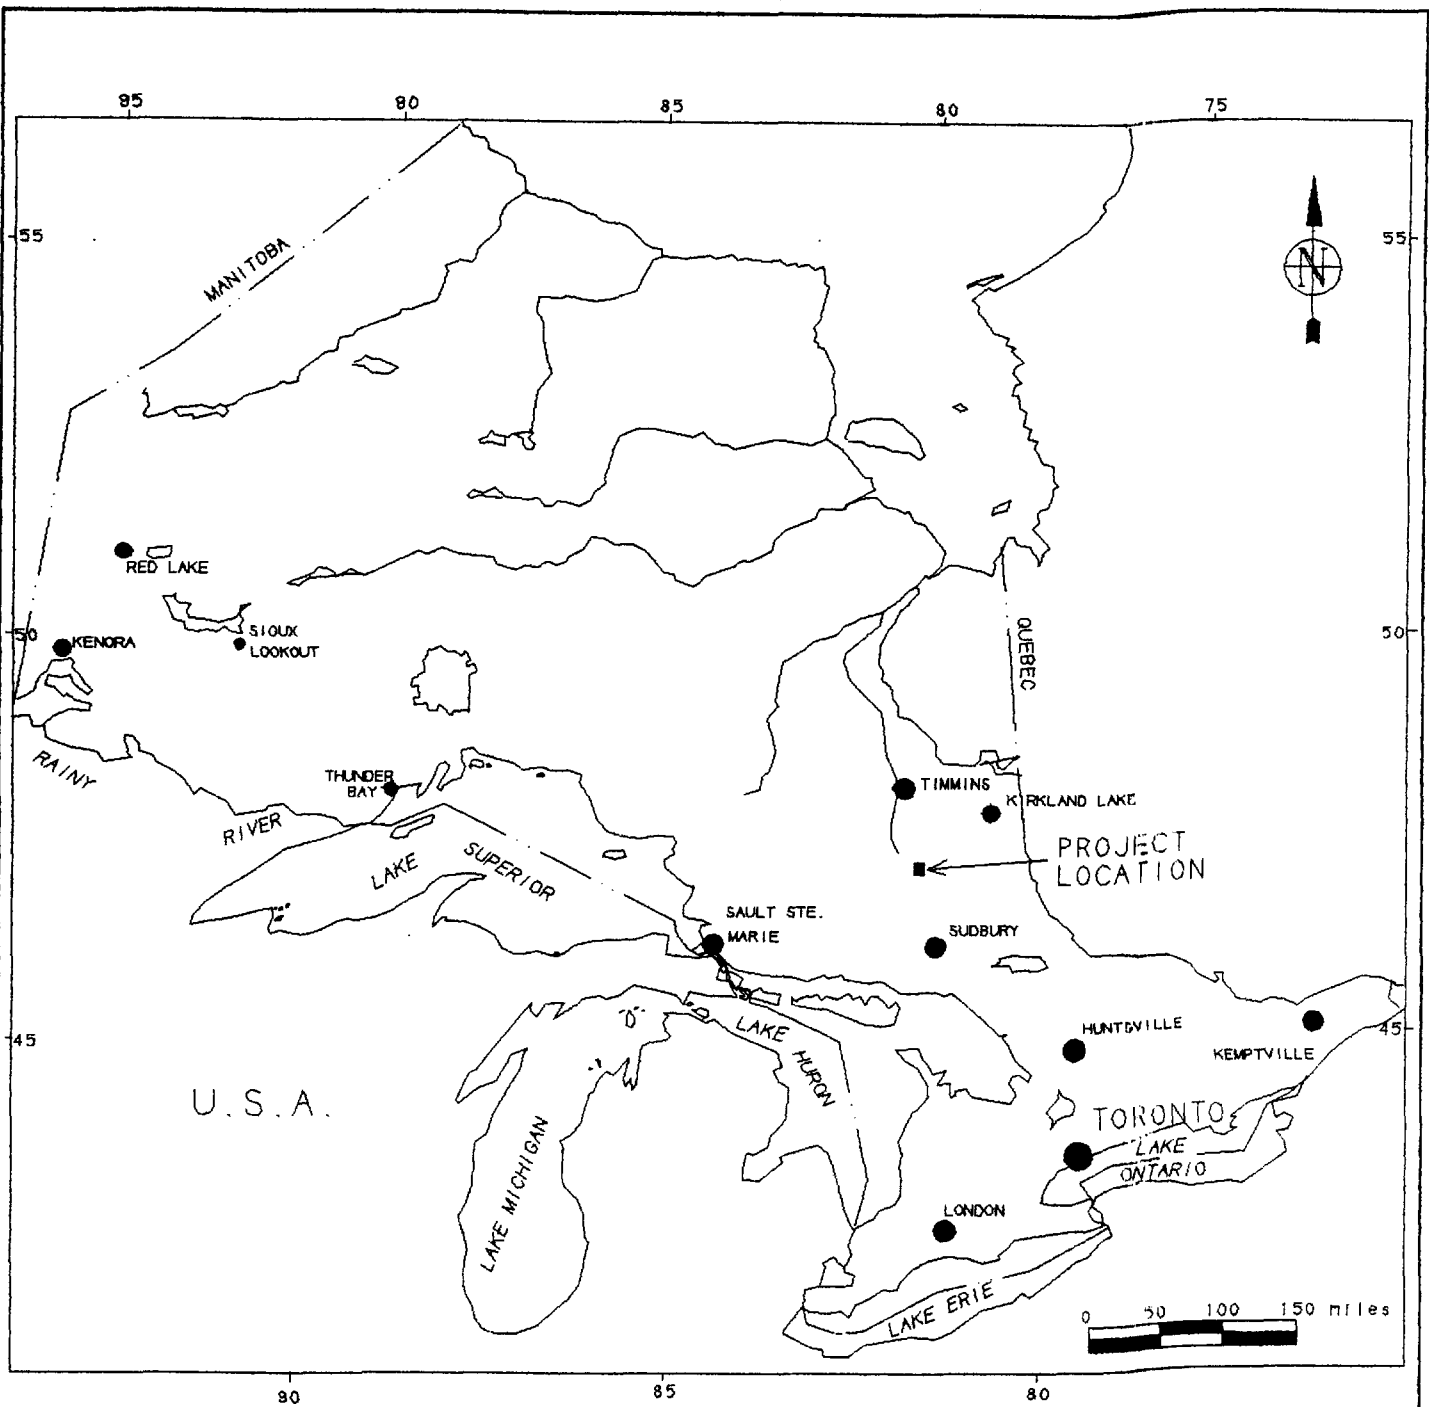 95 80 85 80 75
N
55 55
MANITOBA
RED LAKE
50 50
KENORA
SIOUX
LOOKOUT
QUEBEC
RAINY
RIVER
THUNDER
BAY
TIMMINS
KIRKLAND LAKE
PROJECT
LOCATION
LAKE
SUPERIOR
SAULT STE.
MARIE
SUDBURY
LAKE
HURON
HUNTSVILLE
KEMPTVILLE
45 45
U.S.A.
TORONTO
LAKE
ONTARIO
LAKE MICHIGAN
LONDON
LAKE ERIE
0 50 100 150 miles
90 85 80